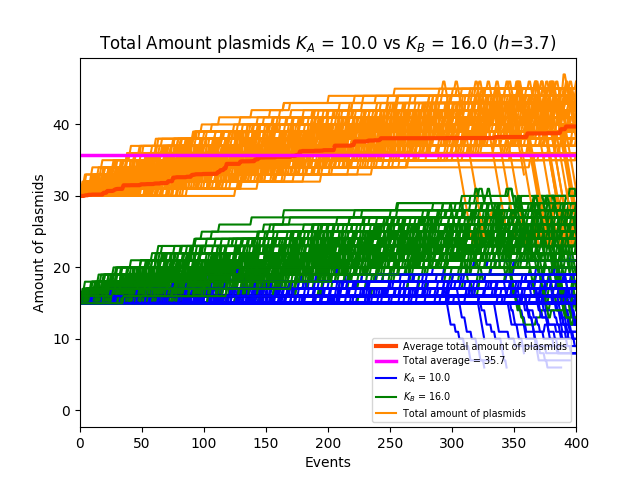 Total Amount plasmids K_A = 10.0 vs K_B = 16.0 (h=3.7)
Amount of plasmids
40
30
20
10
0
Average total amount of plasmids
Total average = 35.7
K_A = 10.0
K_B = 16.0
Total amount of plasmids
0 50 100 150 200 250 300 350 400
Events